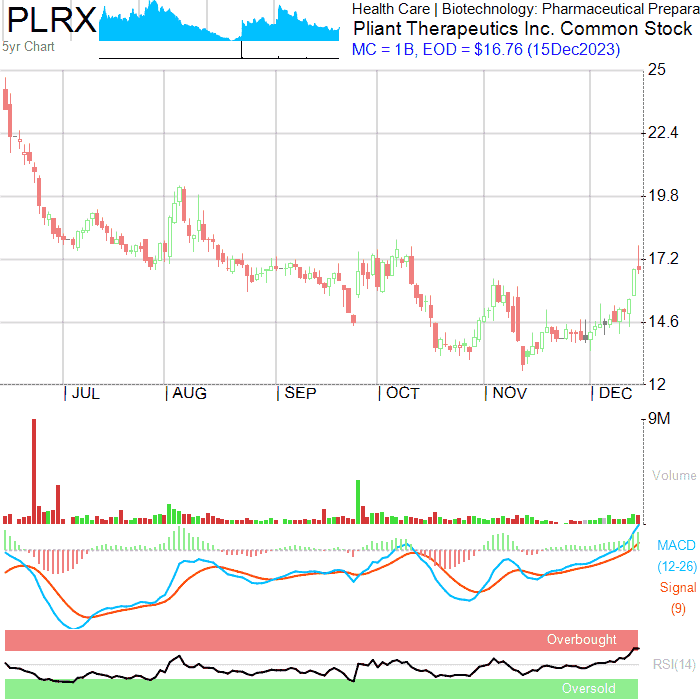 PLRX
5yr Chart
Health Care | Biotechnology: Pharmaceutical Prepara
Pliant Therapeutics Inc. Common Stock
MC = 1B, EOD = $16.76 (15Dec2023)
25
22.4
19.8
17.2
14.6
12
JUL AUG SEP OCT NOV DEC
9M
Volume
MACD
(12-26)
Signal
(9)
Overbought
RSI(14)
Oversold